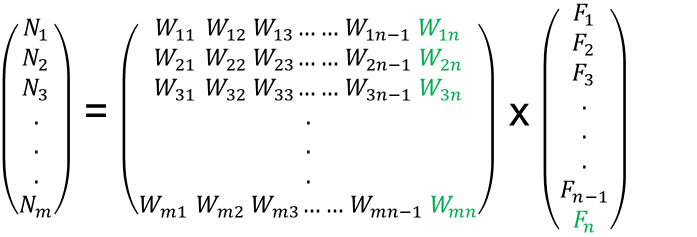 N₁ W₁₁ W₁₂ W₁₃ … … W₁ₙ₋₁ W₁ₙ F₁
N₂ W₂₁ W₂₂ W₂₃ … … W₂ₙ₋₁ W₂ₙ F₂
N₃ = W₃₁ W₃₂ W₃₃ … … W₃ₙ₋₁ W₃ₙ x F₃
. . .
. . .
. . .
Nₘ Wₘ₁ Wₘ₂ Wₘ₃ … … Wₘₙ₋₁ Wₘₙ Fₙ₋₁
Fₙ